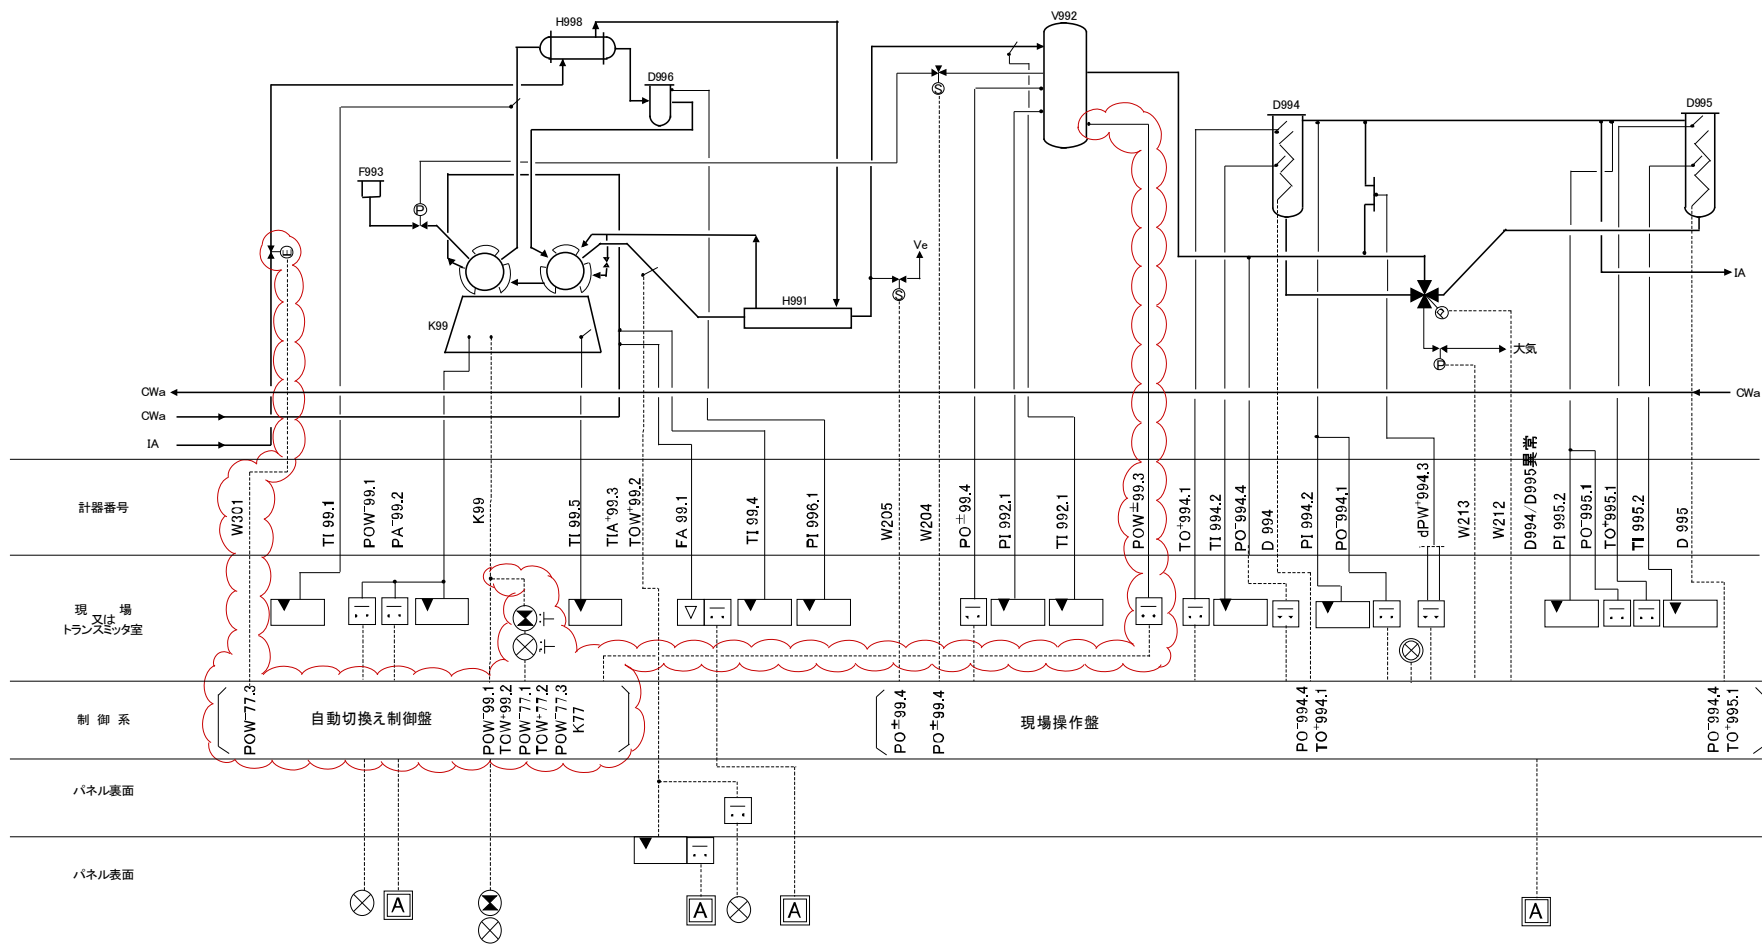 H998
V992
D996
D994
D995
F993
Ve
H991
IA
K99
大気
CWa
CWa
CWa
IA
計器番号
W301
TI 99.1
POW⁻99.1
PA⁻99.2
K99
TI 99.5
TIA⁺99.3
TOW⁺99.2
FA 99.1
TI 99.4
PI 996.1
W205
W204
PO±99.4
PI 992.1
TI 992.1
POW±99.3
TO⁺994.1
TI 994.2
PO⁻994.4
D 994
PI 994.2
PO⁻994.1
dPW⁺994.3
W213
W212
D994/D995異常
PI 995.2
PO⁻995.1
TO⁺995.1
TI 995.2
D 995
現 場
又は
トランスミッタ室
制 御 系
POW⁻77.3
自動切換え制御盤
POW⁻99.1
TOW⁺99.2
POW⁻77.1
TOW⁺77.2
POW⁻77.3
K77
PO±99.4
PO±99.4
現場操作盤
PO⁻994.4
TO⁺994.1
PO⁻994.4
TO⁺995.1
パネル裏面
パネル表面
A
A
A
A
E
P
S
S
P
P